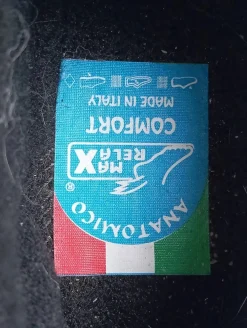 ANATOMICO
MAX
RELAX
®
COMFORT
MADE IN ITALY